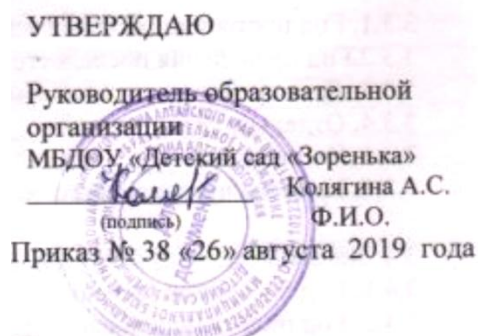 УТВЕРЖДАЮ
Руководитель образовательной
организации
МБДОУ, «Детский сад «Зоренька»
Колягина А.С.
(подпись) Ф.И.О.
Приказ № 38 «26» августа 2019 года